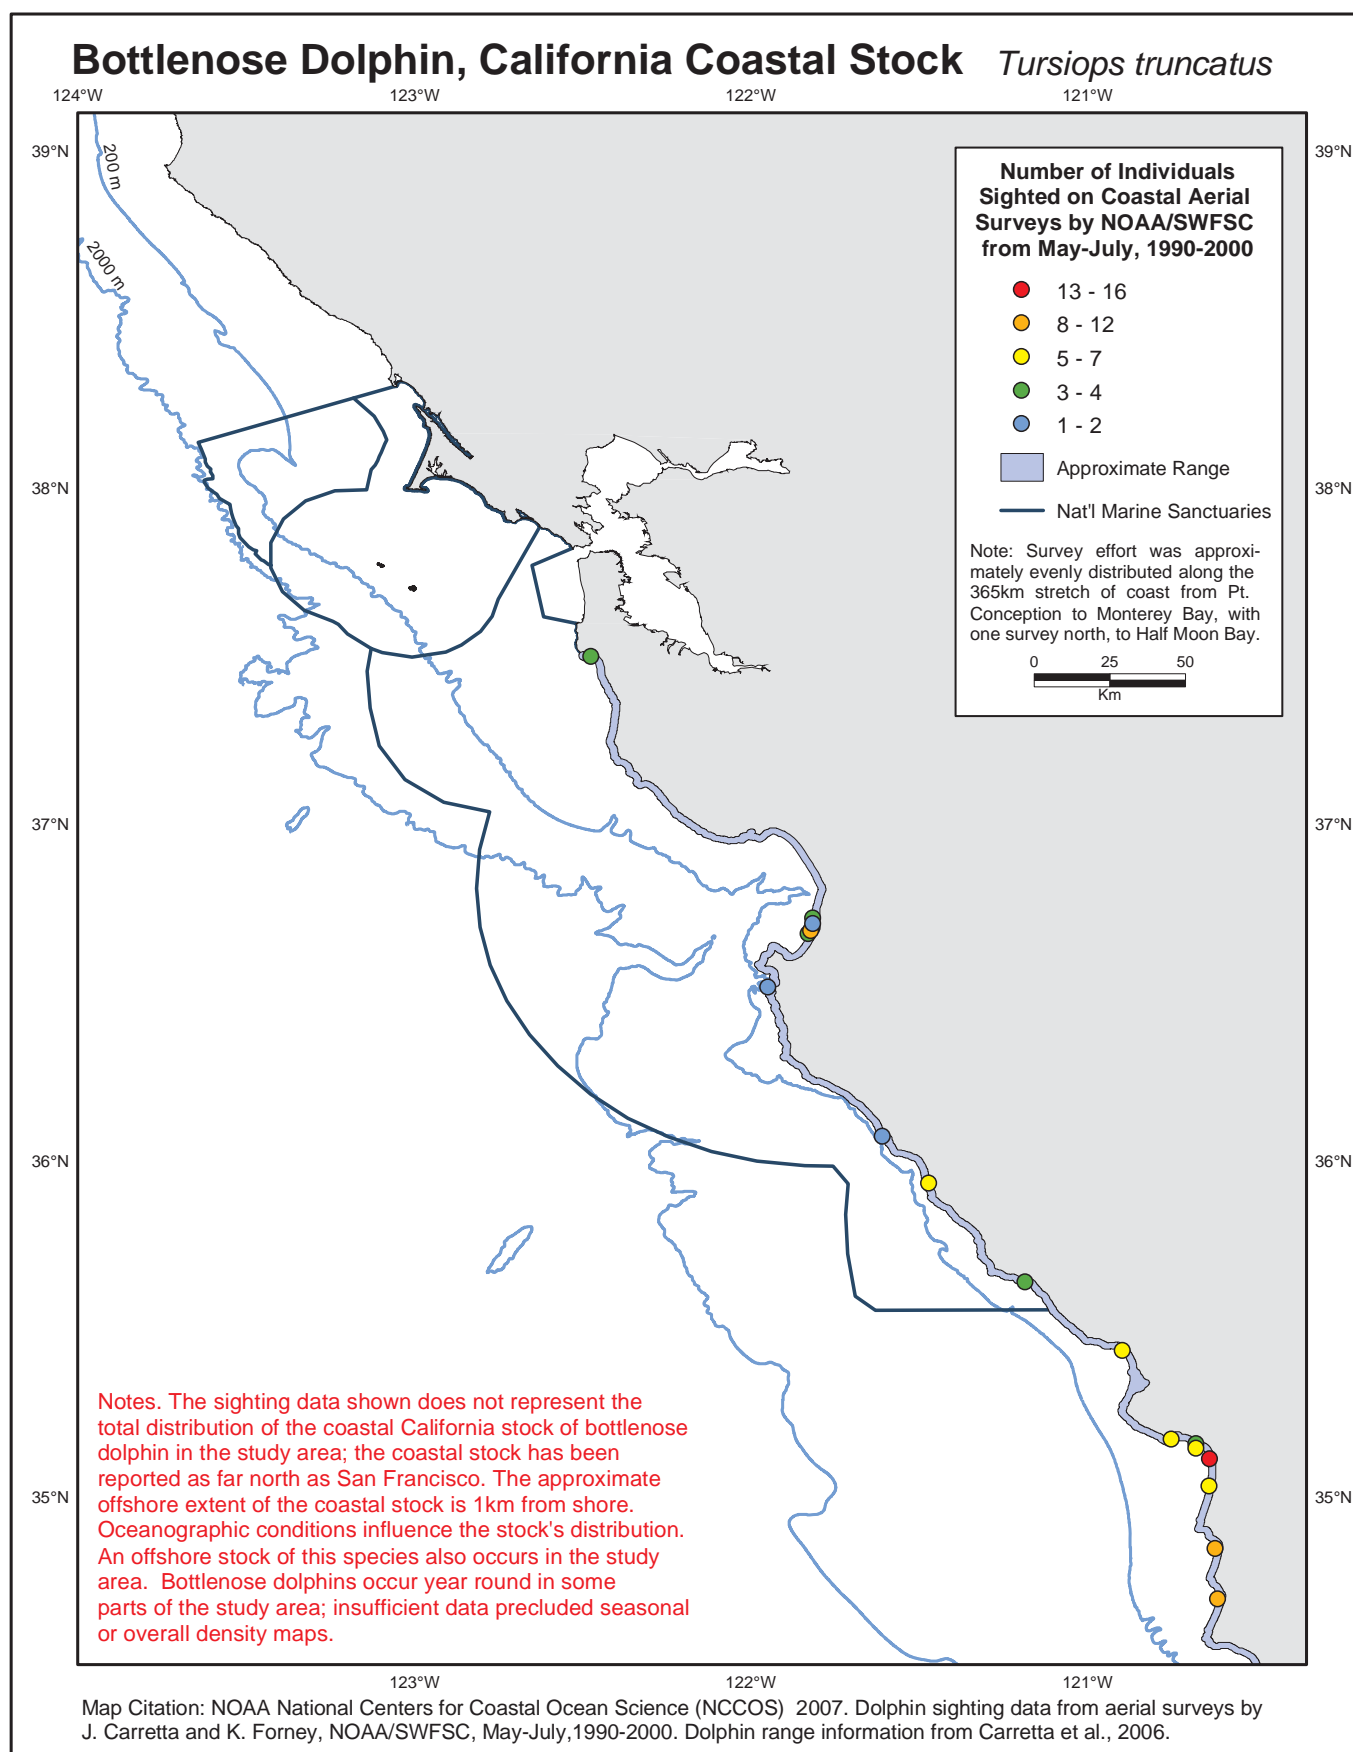 Bottlenose Dolphin, California Coastal Stock Tursiops truncatus
124°W 123°W 122°W 121°W
39°N 39°N
200 m
2000 m
Number of Individuals
Sighted on Coastal Aerial
Surveys by NOAA/SWFSC
from May-July, 1990-2000
13 - 16
8 - 12
5 - 7
3 - 4
1 - 2
Approximate Range
Nat'l Marine Sanctuaries
Note: Survey effort was approxi-
mately evenly distributed along the
365km stretch of coast from Pt.
Conception to Monterey Bay, with
one survey north, to Half Moon Bay.
0 25 50
Km
38°N 38°N
37°N 37°N
36°N 36°N
35°N 35°N
Notes. The sighting data shown does not represent the
total distribution of the coastal California stock of bottlenose
dolphin in the study area; the coastal stock has been
reported as far north as San Francisco. The approximate
offshore extent of the coastal stock is 1km from shore.
Oceanographic conditions influence the stock's distribution.
An offshore stock of this species also occurs in the study
area. Bottlenose dolphins occur year round in some
parts of the study area; insufficient data precluded seasonal
or overall density maps.
123°W 122°W 121°W
Map Citation: NOAA National Centers for Coastal Ocean Science (NCCOS) 2007. Dolphin sighting data from aerial surveys by
J. Carretta and K. Forney, NOAA/SWFSC, May-July,1990-2000. Dolphin range information from Carretta et al., 2006.